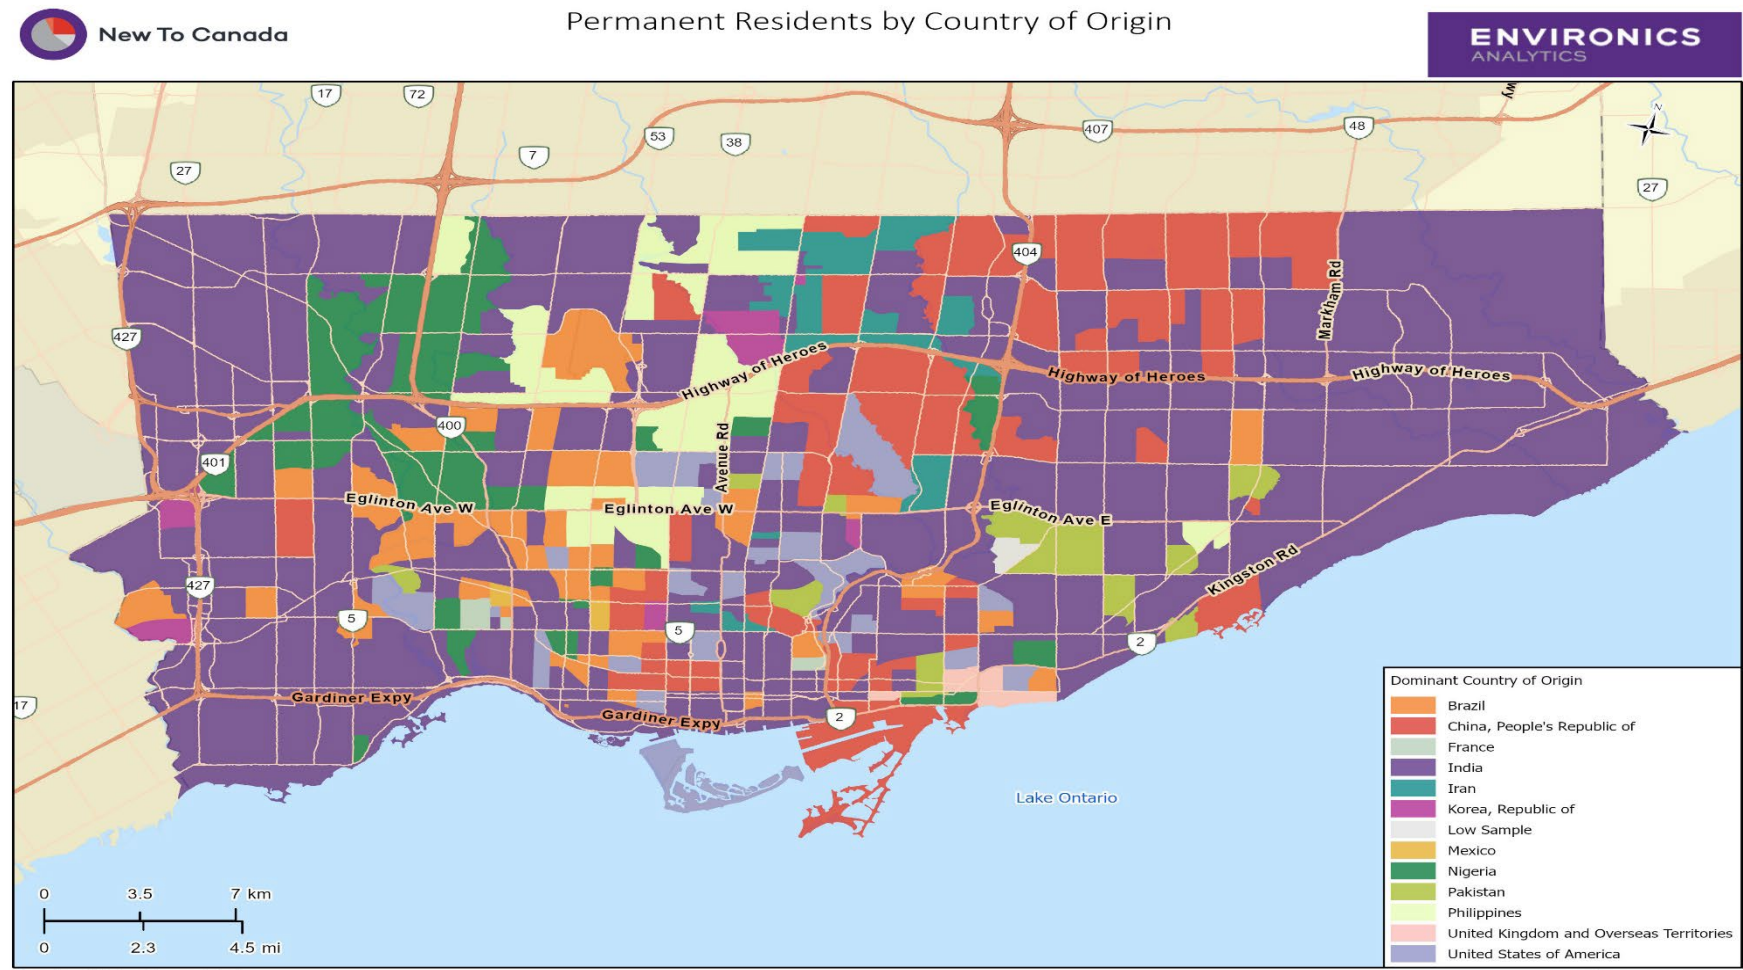 New To Canada
Permanent Residents by Country of Origin
ENVIRONICS
ANALYTICS
17
72
53
38
407
48
wy
N
7
27
27
404
427
Markham Rd
Highway of Heroes
Highway of Heroes
Highway of Heroes
400
401
Avenue Rd
Eglinton Ave W
Eglinton Ave W
Eglinton Ave E
427
Kingston Rd
5
5
2
17
Gardiner Expy
Gardiner Expy
2
Lake Ontario
Dominant Country of Origin
Brazil
China, People's Republic of
France
India
Iran
Korea, Republic of
Low Sample
Mexico
Nigeria
Pakistan
Philippines
United Kingdom and Overseas Territories
United States of America
0 3.5 7 km
0 2.3 4.5 mi